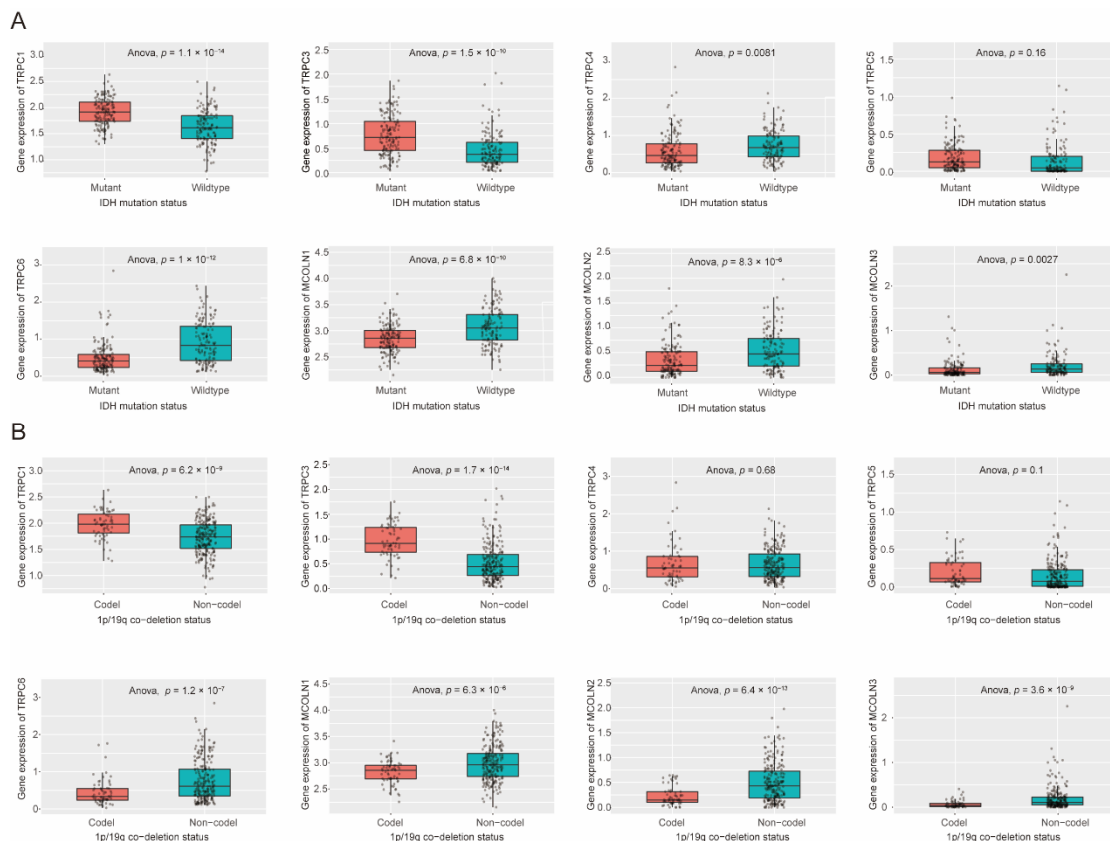 A
Gene expression of TRPC1
Anova, p = 1.1 × 10⁻¹⁴
3.0
2.5
2.0
1.5
1.0
Mutant Wildtype
IDH mutation status
Gene expression of TRPC3
Anova, p = 1.5 × 10⁻¹⁰
2.5
2.0
1.5
1.0
0.5
0.0
Mutant Wildtype
IDH mutation status
Gene expression of TRPC4
Anova, p = 0.0081
3
2
1
0
Mutant Wildtype
IDH mutation status
Gene expression of TRPC5
Anova, p = 0.16
1.5
1.0
0.5
0.0
Mutant Wildtype
IDH mutation status
Gene expression of TRPC6
Anova, p = 1 × 10⁻¹²
3
2
1
0
Mutant Wildtype
IDH mutation status
Gene expression of MCOLN1
Anova, p = 6.8 × 10⁻¹⁰
4.5
4.0
3.5
3.0
2.5
Mutant Wildtype
IDH mutation status
Gene expression of MCOLN2
Anova, p = 8.3 × 10⁻⁶
2.5
2.0
1.5
1.0
0.5
0.0
Mutant Wildtype
IDH mutation status
Gene expression of MCOLN3
Anova, p = 0.0027
2
1
0
Mutant Wildtype
IDH mutation status
B
Gene expression of TRPC1
Anova, p = 6.2 × 10⁻⁹
3.0
2.5
2.0
1.5
1.0
Codel Non-codel
1p/19q co-deletion status
Gene expression of TRPC3
Anova, p = 1.7 × 10⁻¹⁴
2.5
2.0
1.5
1.0
0.5
0.0
Codel Non-codel
1p/19q co-deletion status
Gene expression of TRPC4
Anova, p = 0.68
3
2
1
0
Codel Non-codel
1p/19q co-deletion status
Gene expression of TRPC5
Anova, p = 0.1
1.5
1.0
0.5
0.0
Codel Non-codel
1p/19q co-deletion status
Gene expression of TRPC6
Anova, p = 1.2 × 10⁻⁷
3
2
1
0
Codel Non-codel
1p/19q co-deletion status
Gene expression of MCOLN1
Anova, p = 6.3 × 10⁻⁶
4.5
4.0
3.5
3.0
2.5
Codel Non-codel
1p/19q co-deletion status
Gene expression of MCOLN2
Anova, p = 6.4 × 10⁻¹³
2.5
2.0
1.5
1.0
0.5
0.0
Codel Non-codel
1p/19q co-deletion status
Gene expression of MCOLN3
Anova, p = 3.6 × 10⁻⁹
2
1
0
Codel Non-codel
1p/19q co-deletion status